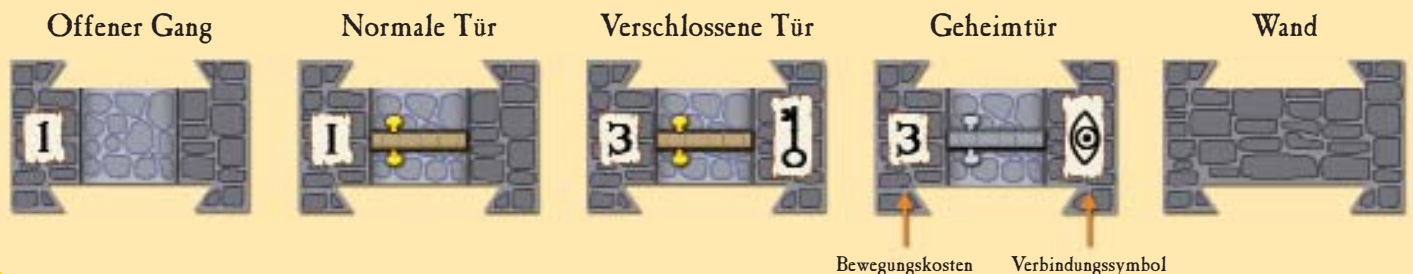 Offener Gang Normale Tür Verschlossene Tür Geheimtür Wand
1 1 3 3
Bewegungskosten Verbindungssymbol